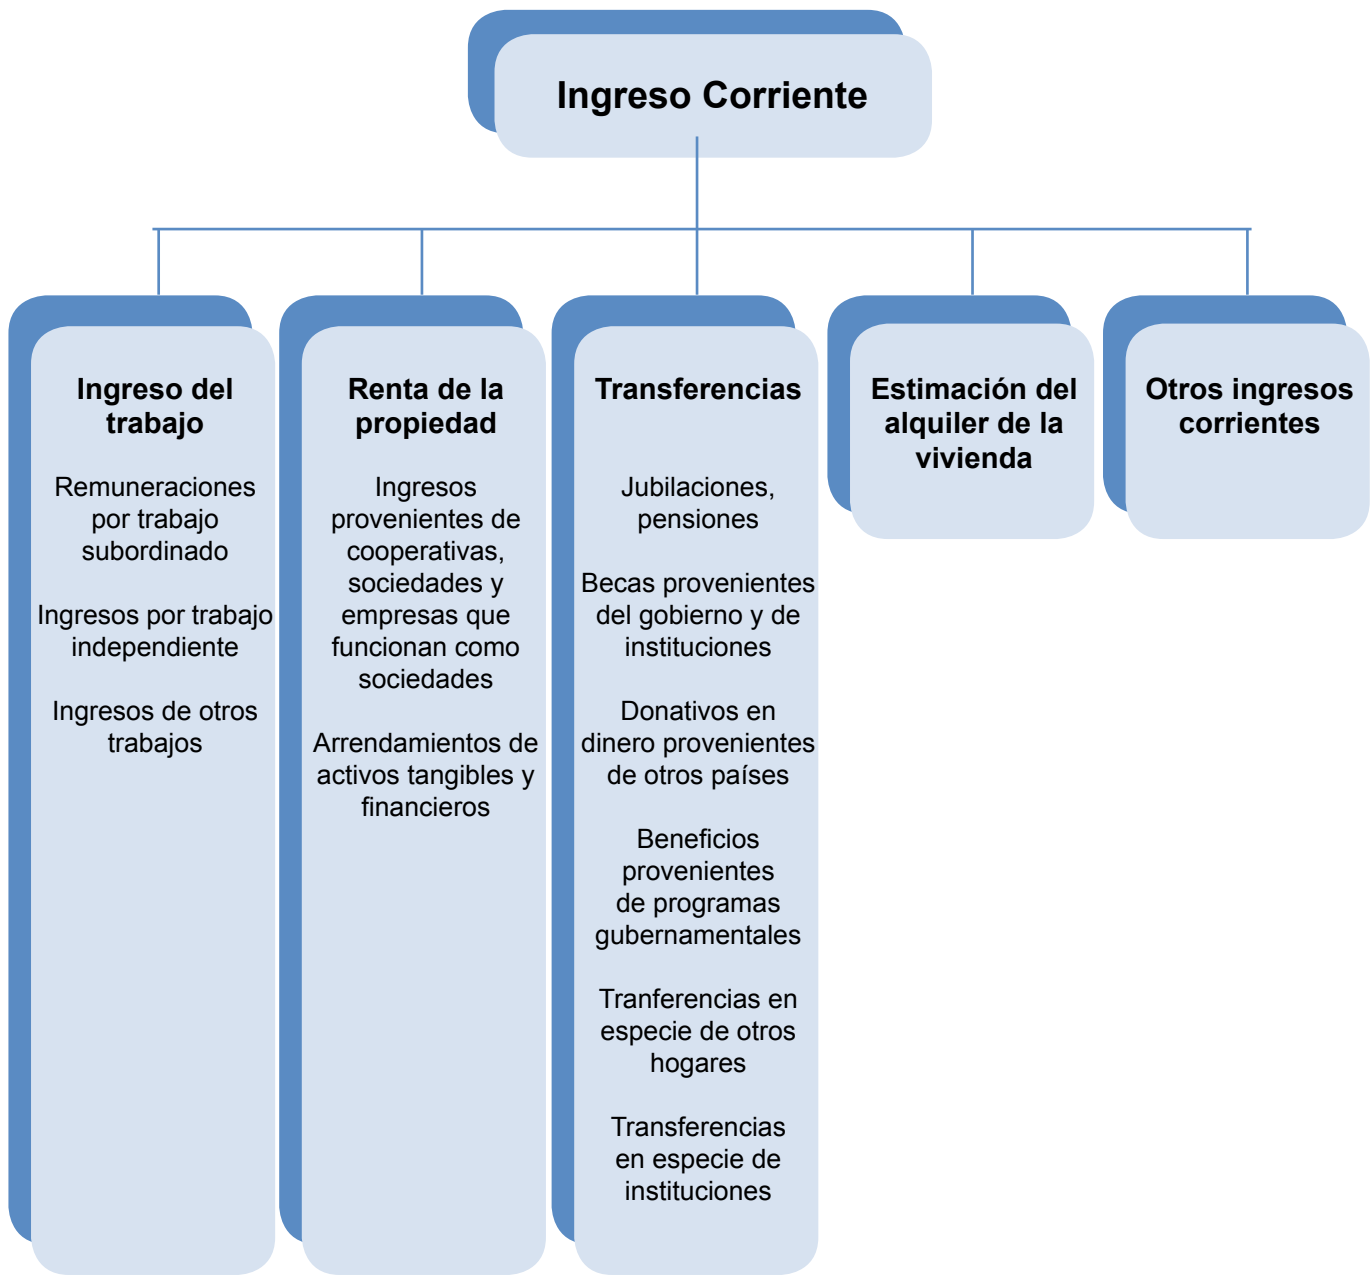 Ingreso Corriente
Ingreso del
trabajo
Remuneraciones
por trabajo
subordinado
Ingresos por trabajo
independiente
Ingresos de otros
trabajos
Renta de la
propiedad
Ingresos
provenientes de
cooperativas,
sociedades y
empresas que
funcionan como
sociedades
Arrendamientos de
activos tangibles y
financieros
Transferencias
Jubilaciones,
pensiones
Becas provenientes
del gobierno y de
instituciones
Donativos en
dinero provenientes
de otros países
Beneficios
provenientes
de programas
gubernamentales
Tranferencias en
especie de otros
hogares
Transferencias
en especie de
instituciones
Estimación del
alquiler de la
vivienda
Otros ingresos
corrientes